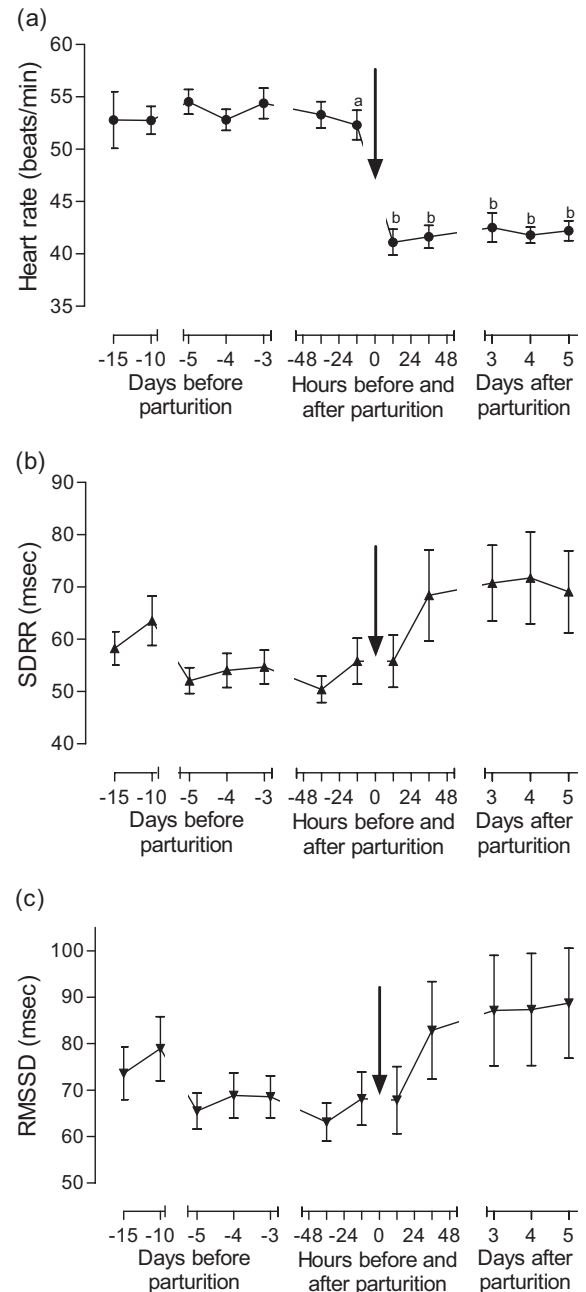 (a)
60
55
50
45
40
35
Heart rate (beats/min)
a
b
b
b
b
b
-15 -10 -5 -4 -3 -48 -24 0 24 48 3 4 5
Days before parturition
Hours before and after parturition
Days after parturition
(b)
90
80
70
60
50
40
SDRR (msec)
-15 -10 -5 -4 -3 -48 -24 0 24 48 3 4 5
Days before parturition
Hours before and after parturition
Days after parturition
(c)
100
90
80
70
60
50
RMSSD (msec)
-15 -10 -5 -4 -3 -48 -24 0 24 48 3 4 5
Days before parturition
Hours before and after parturition
Days after parturition